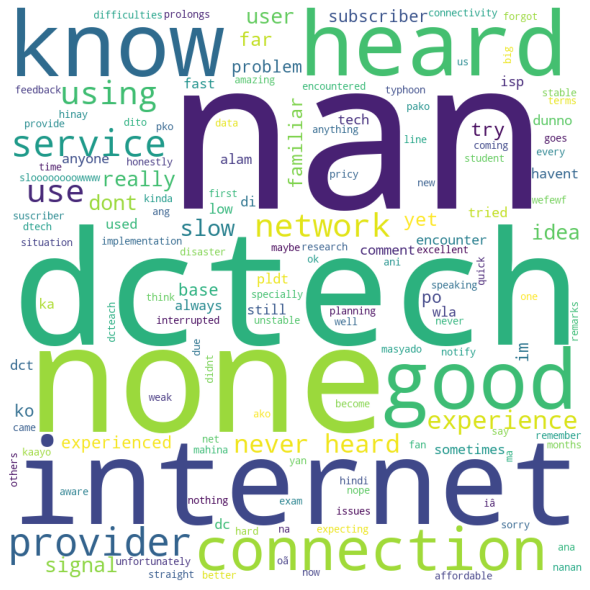 difficulties prolongs user subscriber connectivity forgot
know heard
far us big
feedback problem fast amazing encountered typhoon isp stable terms
using nan
hinay familiar tech pako try dunno
provide dito pko anything line
service data coming goes
anyone alam pricy student every
time honestly havent
sloooooooowwww really
use kinda first di new wefewf
dont used low
suscriber ang
dtech slow network yet tried idea
situation implementation disaster maybe research comment excellent encounter
dctech
ok ani quick one
pldt speaking
ka think base specially planning po
always still unstable well wla never remarks
dcteach interrupted
due masyado notify im
dct didnt
none good
weak
ko ako become
came experience
net never heard fan say remember
experienced sometimes
others kaayo mahina yan ma months
internet
aware nothing hindi nope
exam issues iâ
dc expecting sorry
provider hard na connection
signal unfortunately oã ana
straight better now affordable nanan